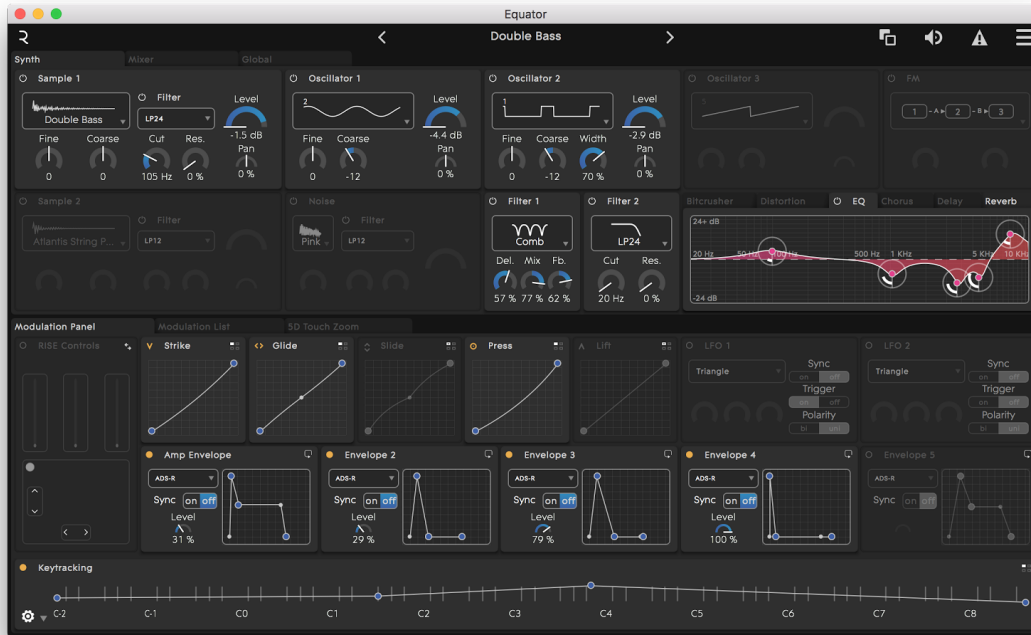 Equator
Double Bass
Synth Mixer Global
Sample 1
Double Bass
Filter
LP24
Level
-1.5 dB
Pan
0 %
Fine
0
Coarse
0
Cut
105 Hz
Res.
0 %
Oscillator 1
2
Level
-4.4 dB
Pan
0 %
Fine
0
Coarse
-12
Oscillator 2
1
Level
-2.9 dB
Pan
0 %
Fine
0
Coarse
-12
Width
70 %
Oscillator 3
FM
1 -A 2 -B 3
Sample 2
Atlantis String P...
Filter
LP12
Noise
Pink
Filter
LP12
Filter 1
Comb
Del. Mix Fb.
57 % 77 % 62 %
Filter 2
LP24
Cut Res.
20 Hz 0 %
Bitcrusher Distortion EQ Chorus Delay Reverb
24+ dB
20 Hz 50 Hz 100 Hz 500 Hz 1 KHz 5 KHz 10 KHz
-24 dB
Modulation Panel Modulation List 5D Touch Zoom
RISE Controls
Strike
Glide
Slide
Press
Lift
LFO 1
Triangle
Sync
on off
Trigger
on off
Polarity
bi uni
LFO 2
Triangle
Sync
on off
Trigger
on off
Polarity
bi uni
Amp Envelope
ADS-R
Sync on off
Level
31 %
Envelope 2
ADS-R
Sync on off
Level
29 %
Envelope 3
ADS-R
Sync on off
Level
79 %
Envelope 4
ADS-R
Sync on off
Level
100 %
Envelope 5
ADS-R
Sync on off
Keytracking
C-2 C-1 C0 C1 C2 C3 C4 C5 C6 C7 C8